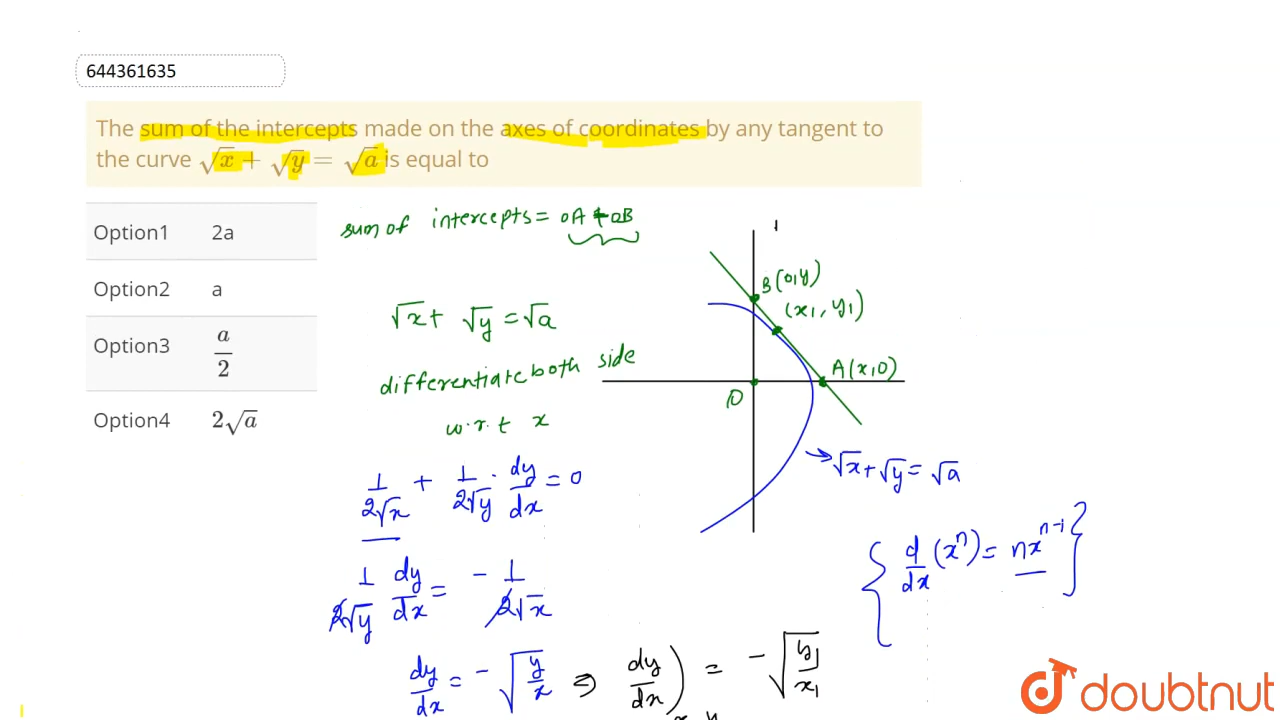 644361635
The sum of the intercepts made on the axes of coordinates by any tangent to
the curve √x + √y = √a is equal to
Option1 2a
Option2 a
Option3 a/2
Option4 2√a
sum of intercepts = OA + OB
√x + √y = √a
differentiate both side
w.r.t x
1/2√x + 1/2√y · dy/dx = 0
1/2√y dy/dx = - 1/2√x
dy/dx = - √y/x ⇒ dy/dx) = - √y1/x1
B(0,y)
(x1, y1)
A(x,0)
O
√x + √y = √a
{ d/dx (x^n) = nx^n-1 }
doubtnut